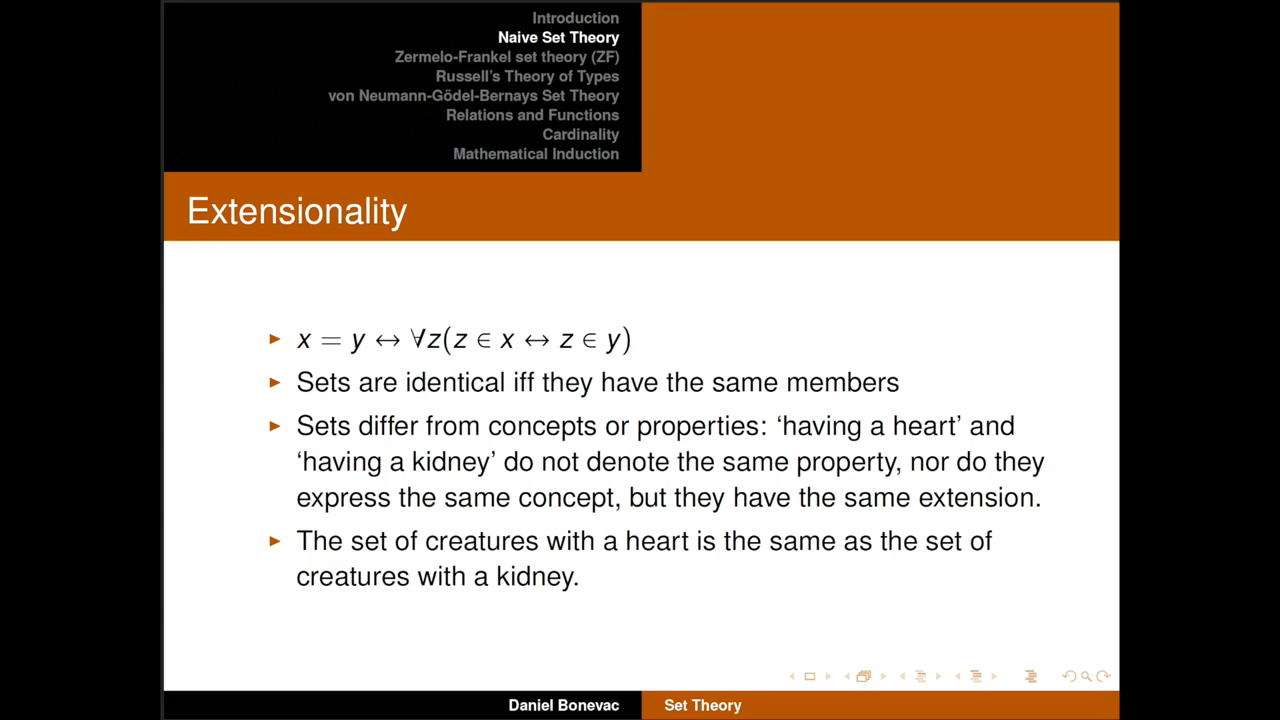 Introduction
Naive Set Theory
Zermelo-Frankel set theory (ZF)
Russell's Theory of Types
von Neumann-Gödel-Bernays Set Theory
Relations and Functions
Cardinality
Mathematical Induction
Extensionality
x = y ↔ ∀z(z ∈ x ↔ z ∈ y)
Sets are identical iff they have the same members
Sets differ from concepts or properties: ‘having a heart’ and
‘having a kidney’ do not denote the same property, nor do they
express the same concept, but they have the same extension.
The set of creatures with a heart is the same as the set of
creatures with a kidney.
Daniel Bonevac
Set Theory